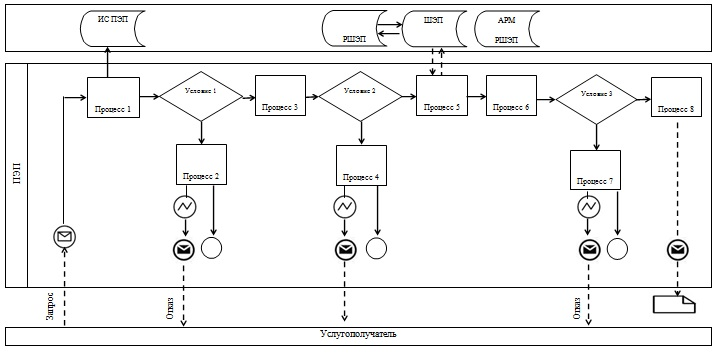 ИС ПЭП
ШЭП
АРМ
РШЭП
РШЭП
Процесс 1
Условие 1
Процесс 3
Условие 2
Процесс 5
Процесс 6
Условие 3
Процесс 8
ПЭП
Процесс 2
Процесс 4
Процесс 7
Запрос
Отказ
Отказ
Услугополучатель